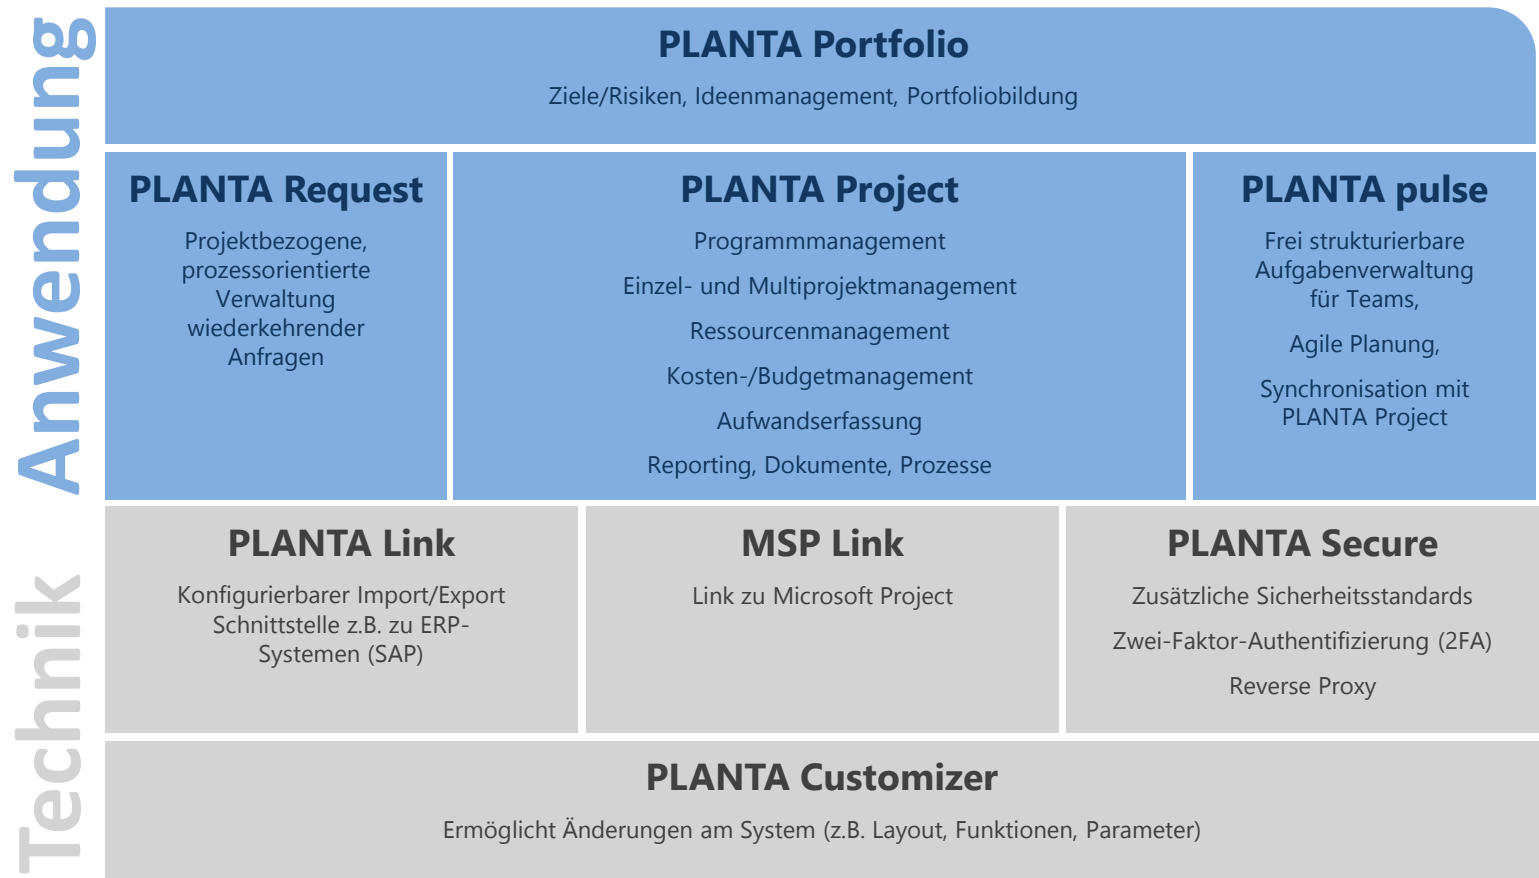 Anwendung
PLANTA Portfolio
Ziele/Risiken, Ideenmanagement, Portfoliobildung
PLANTA Request
Projektbezogene,
prozessorientierte
Verwaltung
wiederkehrender
Anfragen
PLANTA Project
Programmmanagement
Einzel- und Multiprojektmanagement
Ressourcenmanagement
Kosten-/Budgetmanagement
Aufwandserfassung
Reporting, Dokumente, Prozesse
PLANTA pulse
Frei strukturierbare
Aufgabenverwaltung
für Teams,
Agile Planung,
Synchronisation mit
PLANTA Project
Technik
PLANTA Link
Konfigurierbarer Import/Export
Schnittstelle z.B. zu ERP-
Systemen (SAP)
MSP Link
Link zu Microsoft Project
PLANTA Secure
Zusätzliche Sicherheitsstandards
Zwei-Faktor-Authentifizierung (2FA)
Reverse Proxy
PLANTA Customizer
Ermöglicht Änderungen am System (z.B. Layout, Funktionen, Parameter)